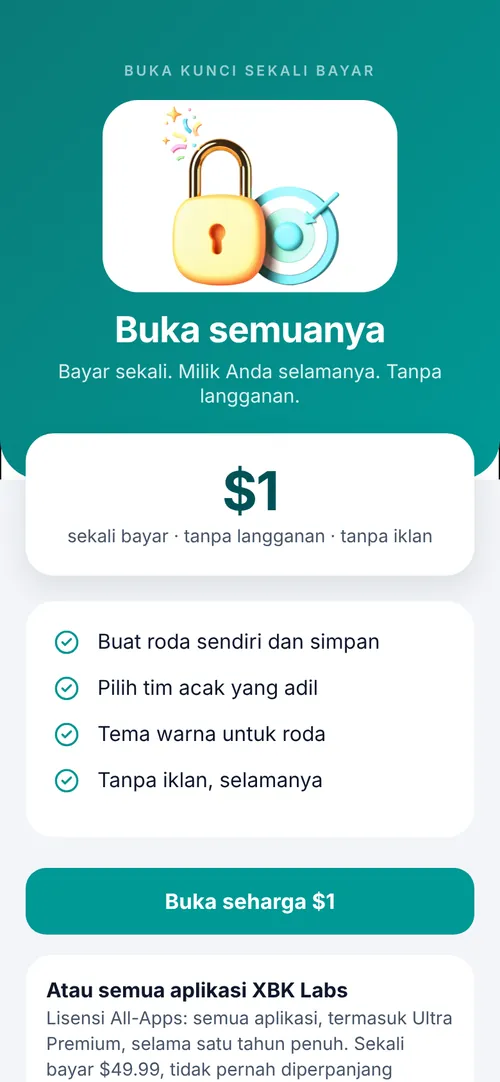 BUKA KUNCI SEKALI BAYAR
Buka semuanya
Bayar sekali. Milik Anda selamanya. Tanpa
langganan.
$1
sekali bayar · tanpa langganan · tanpa iklan
Buat roda sendiri dan simpan
Pilih tim acak yang adil
Tema warna untuk roda
Tanpa iklan, selamanya
Buka seharga $1
Atau semua aplikasi XBK Labs
Lisensi All-Apps: semua aplikasi, termasuk Ultra
Premium, selama satu tahun penuh. Sekali
bayar $49.99, tidak pernah diperpanjang